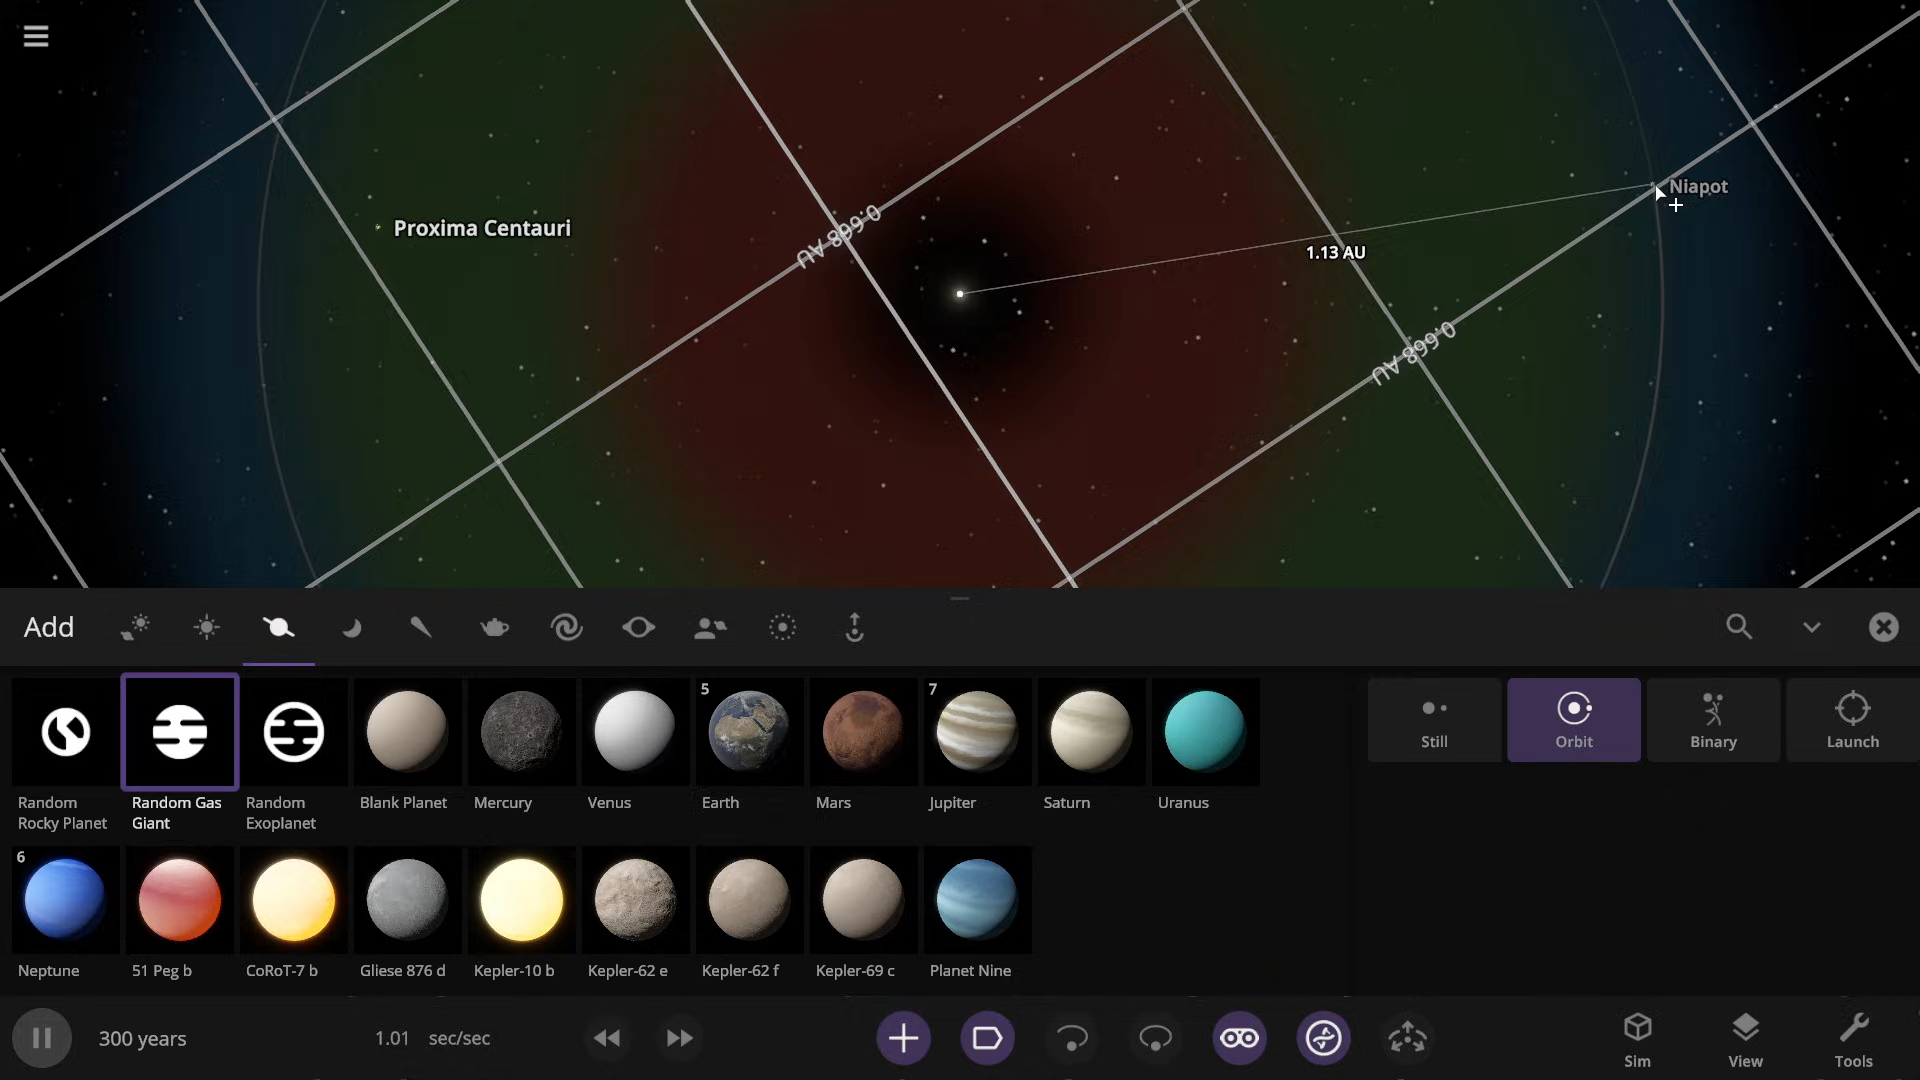 Niapot
Proxima Centauri
0.668 AU
1.13 AU
0.668 AU
Add
5
7
Still
Orbit
Binary
Launch
Random
Rocky Planet
Random Gas
Giant
Random
Exoplanet
Blank Planet
Mercury
Venus
Earth
Mars
Jupiter
Saturn
Uranus
6
Neptune
51 Peg b
CoRoT-7 b
Gliese 876 d
Kepler-10 b
Kepler-62 e
Kepler-62 f
Kepler-69 c
Planet Nine
300 years
1.01 sec/sec
Sim
View
Tools